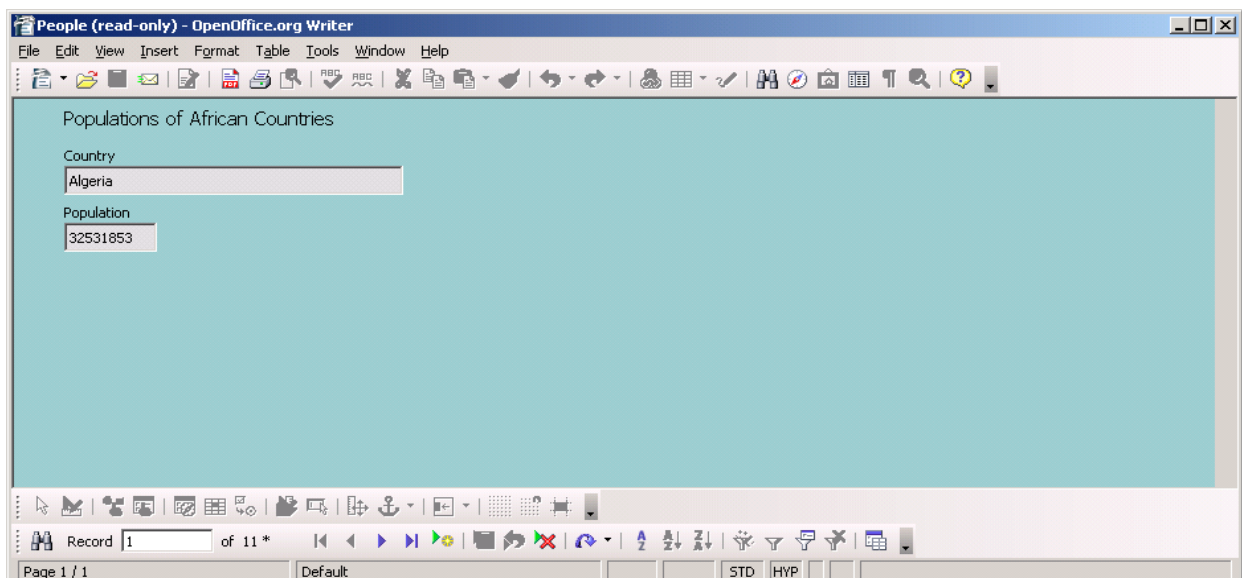 People (read-only) - OpenOffice.org Writer
File Edit View Insert Format Table Tools Window Help
Populations of African Countries
Country
Algeria
Population
32531853
Record 1 of 11 *
Page 1 / 1 Default STD HYP